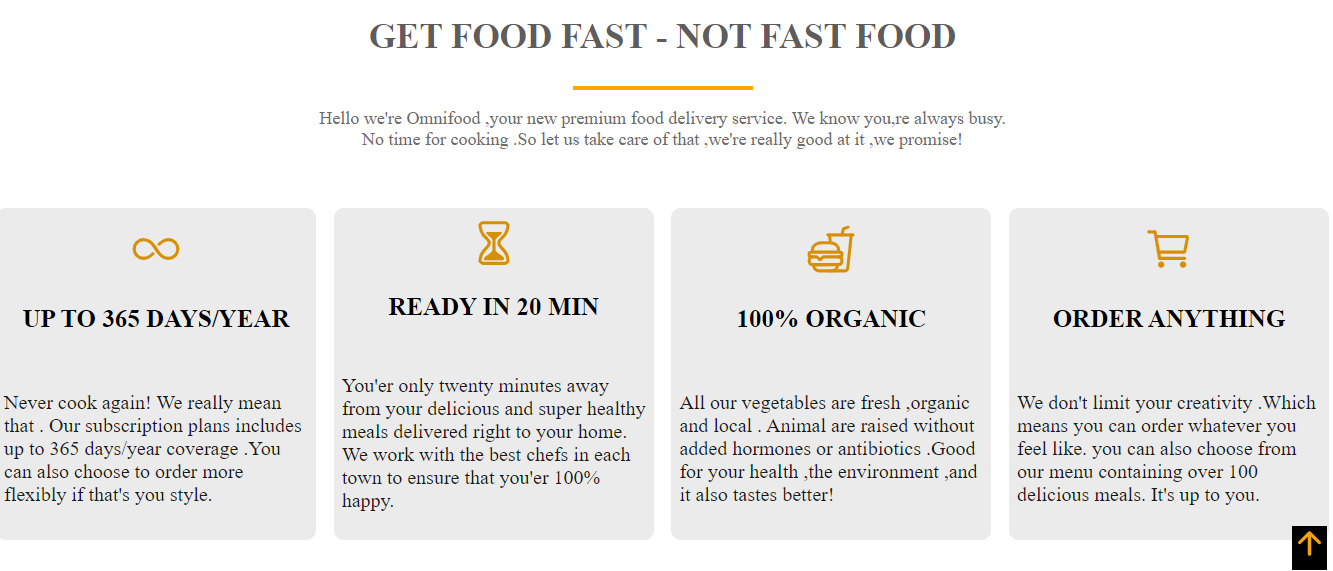 GET FOOD FAST - NOT FAST FOOD
Hello we're Omnifood ,your new premium food delivery service. We know you,re always busy.
No time for cooking .So let us take care of that ,we're really good at it ,we promise!
UP TO 365 DAYS/YEAR
Never cook again! We really mean
that . Our subscription plans includes
up to 365 days/year coverage .You
can also choose to order more
flexibly if that's you style.
READY IN 20 MIN
You'er only twenty minutes away
from your delicious and super healthy
meals delivered right to your home.
We work with the best chefs in each
town to ensure that you'er 100%
happy.
100% ORGANIC
All our vegetables are fresh ,organic
and local . Animal are raised without
added hormones or antibiotics .Good
for your health ,the environment ,and
it also tastes better!
ORDER ANYTHING
We don't limit your creativity .Which
means you can order whatever you
feel like. you can also choose from
our menu containing over 100
delicious meals. It's up to you.